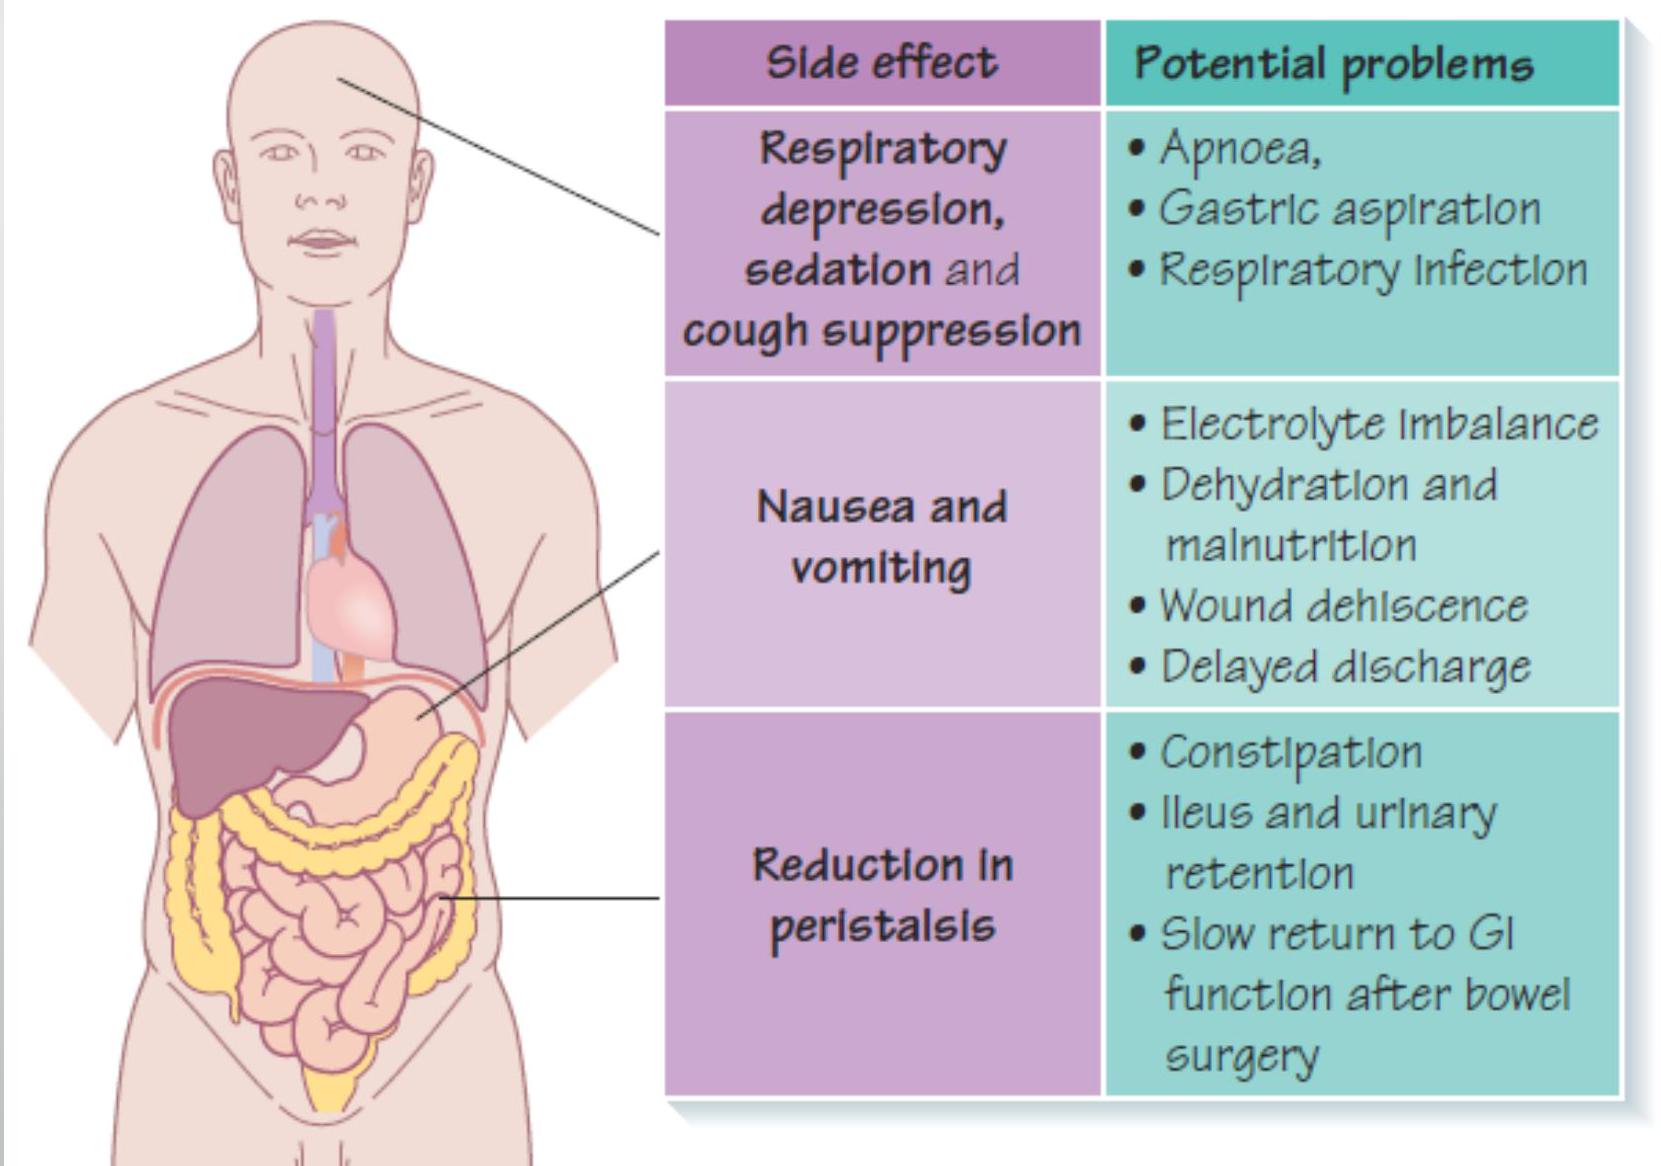 Side effect
Potential problems
Respiratory
depression,
sedation and
cough suppression
• Apnoea,
• Gastric aspiration
• Respiratory infection
Nausea and
vomiting
• Electrolyte imbalance
• Dehydration and
malnutrition
• Wound dehiscence
• Delayed discharge
Reduction in
peristalsis
• Constipation
• Ileus and urinary
retention
• Slow return to GI
function after bowel
surgery